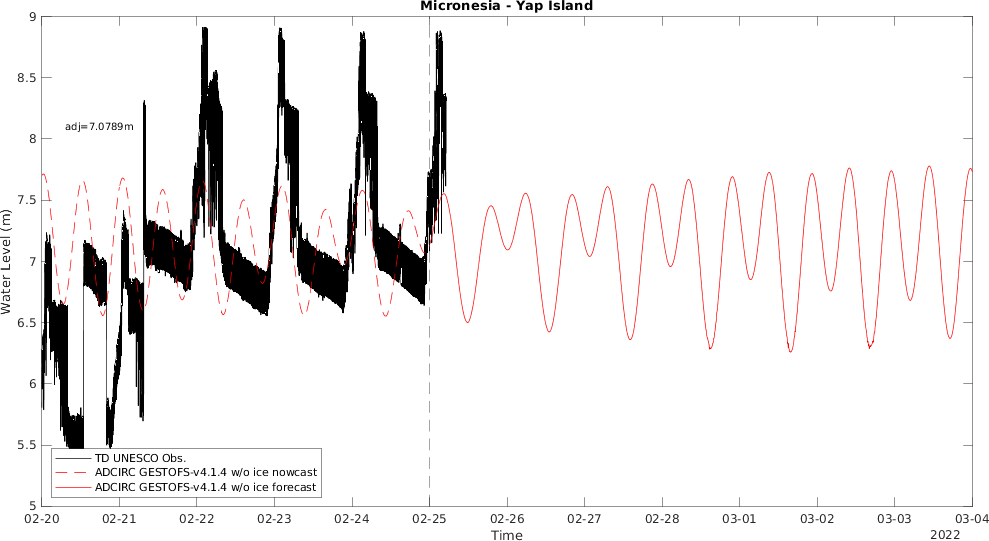 Micronesia - Yap Island
9
8.5
8
7.5
7
6.5
6
5.5
5
Water Level (m)
adj=7.0789m
TD UNESCO Obs.
ADCIRC GESTOFS-v4.1.4 w/o ice nowcast
ADCIRC GESTOFS-v4.1.4 w/o ice forecast
02-20 02-21 02-22 02-23 02-24 02-25 02-26 02-27 02-28 03-01 03-02 03-03 03-04
Time
2022